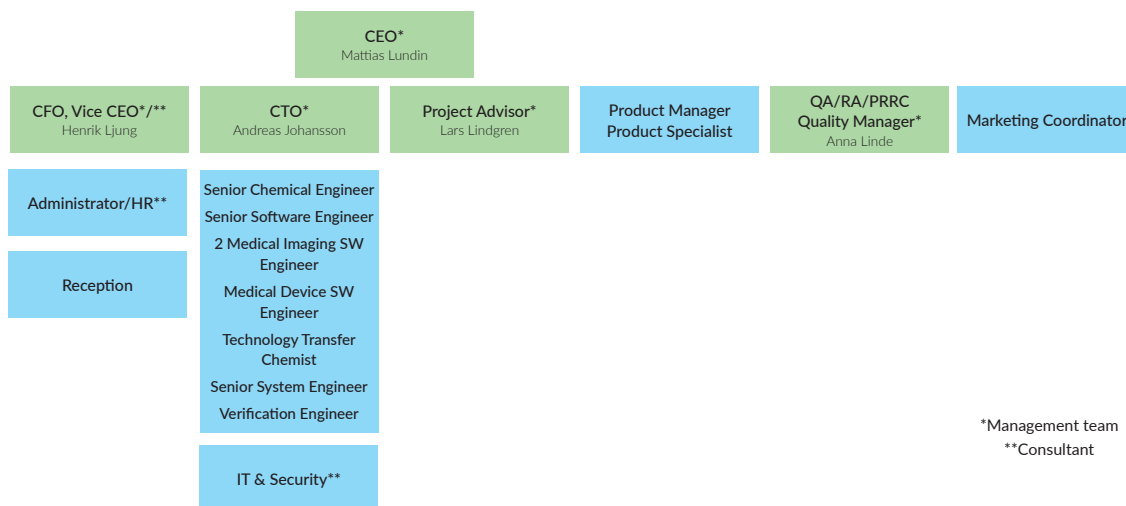 CEO*
Mattias Lundin
CFO, Vice CEO*/**
Henrik Ljung
CTO*
Andreas Johansson
Project Advisor*
Lars Lindgren
Product Manager
Product Specialist
QA/RA/PRRC
Quality Manager*
Anna Linde
Marketing Coordinator
Administrator/HR**
Reception
Senior Chemical Engineer
Senior Software Engineer
2 Medical Imaging SW
Engineer
Medical Device SW
Engineer
Technology Transfer
Chemist
Senior System Engineer
Verification Engineer
IT & Security**
*Management team
**Consultant